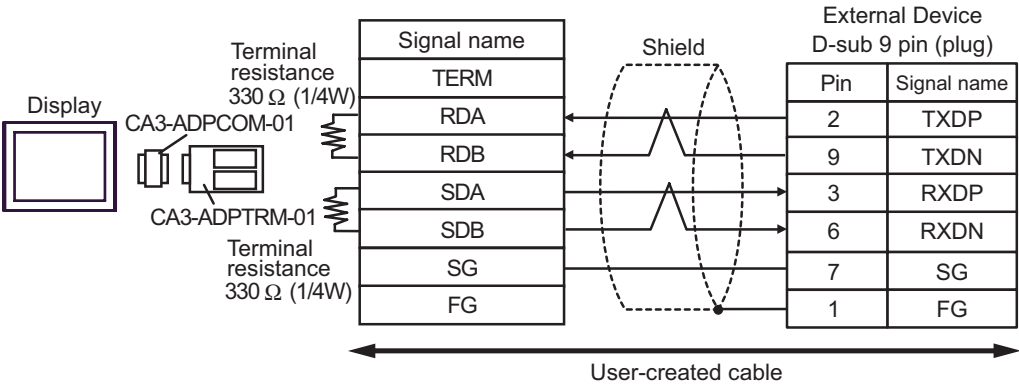 Display
CA3-ADPCOM-01
CA3-ADPTRM-01
Terminal
resistance
330 Ω (1/4W)
Terminal
resistance
330 Ω (1/4W)
Signal name
TERM
RDA
RDB
SDA
SDB
SG
FG
Shield
External Device
D-sub 9 pin (plug)
Pin Signal name
2 TXDP
9 TXDN
3 RXDP
6 RXDN
7 SG
1 FG
User-created cable